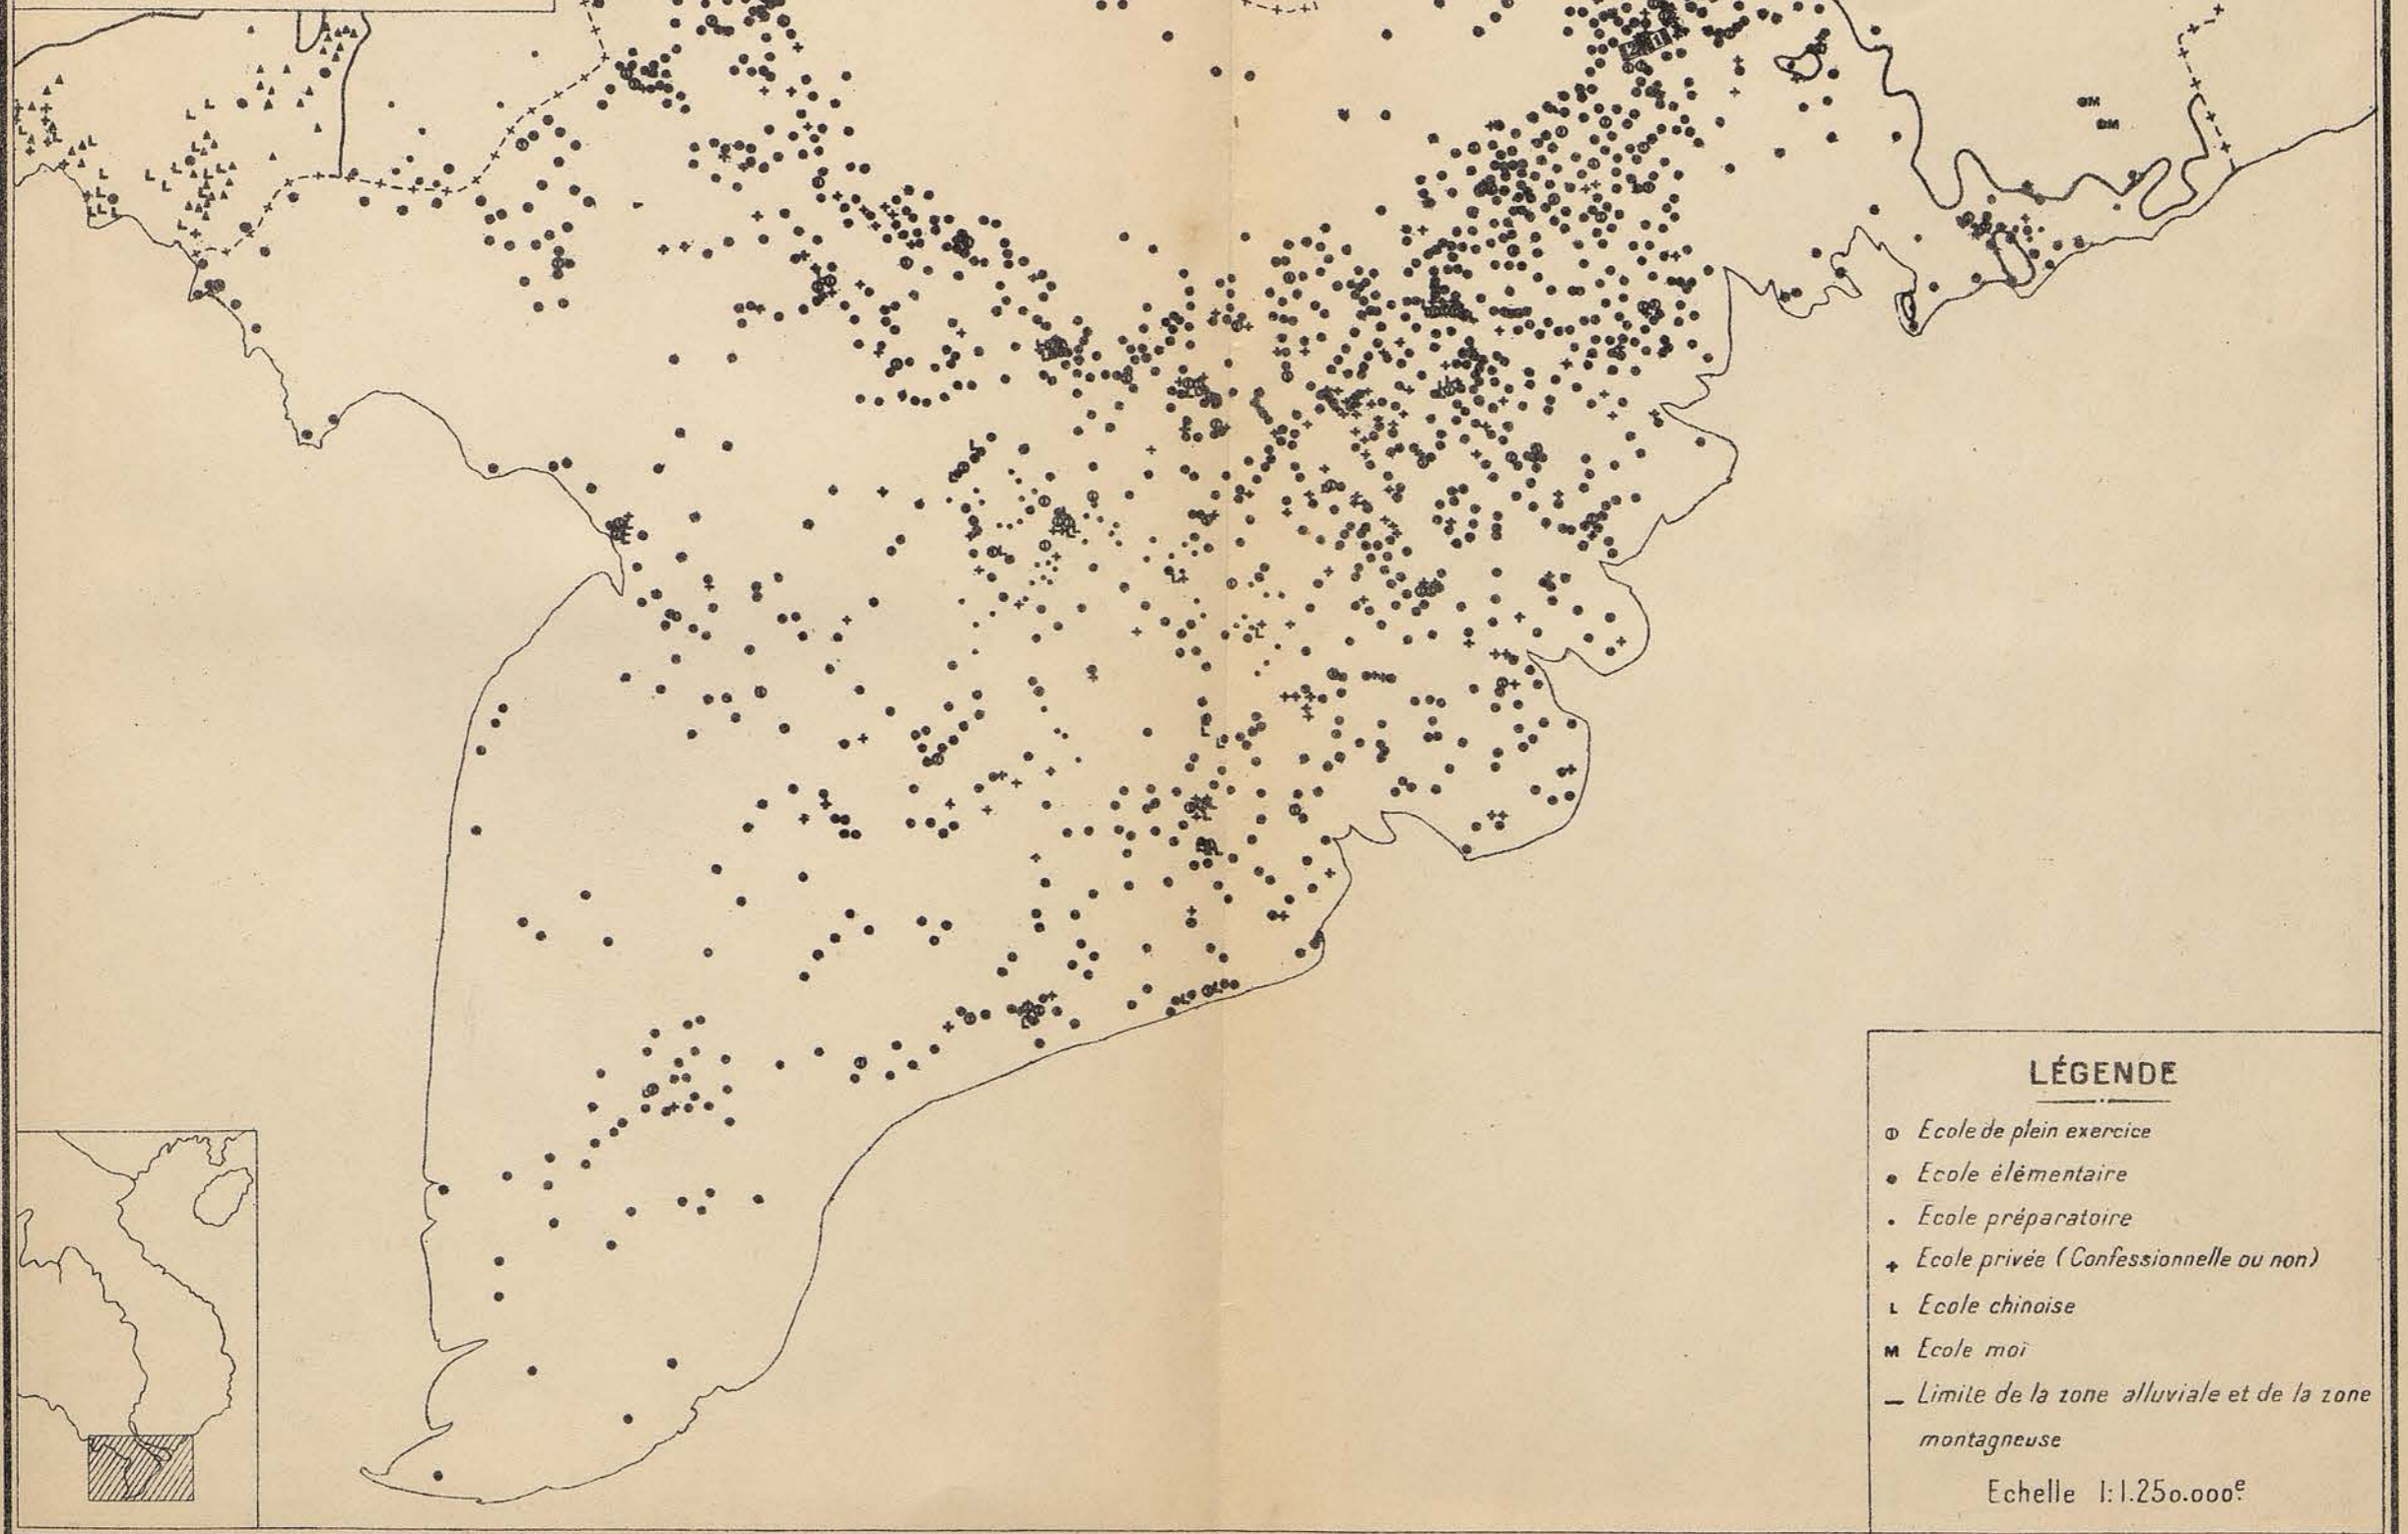 LÉGENDE
Ecole de plein exercice
Ecole élémentaire
Ecole préparatoire
Ecole privée (Confessionnelle ou non)
L Ecole chinoise
M Ecole moï
Limite de la zone alluviale et de la zone
montagneuse
Echelle 1:1.250.000e